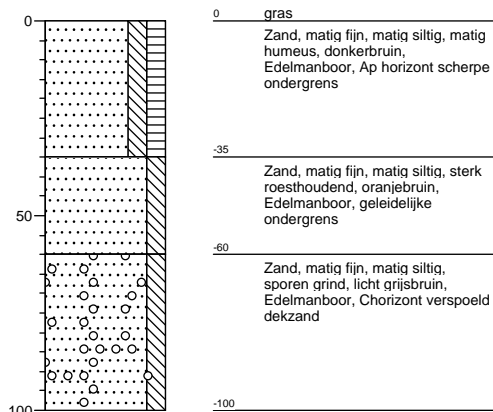 0
50
100
0
gras
Zand, matig fijn, matig siltig, matig
humeus, donkerbruin,
Edelmanboor, Ap horizont scherpe
ondergrens
-35
Zand, matig fijn, matig siltig, sterk
roesthoudend, oranjebruin,
Edelmanboor, geleidelijke
ondergrens
-60
Zand, matig fijn, matig siltig,
sporen grind, licht grijsbruin,
Edelmanboor, Chorizont verspoeld
dekzand
-100